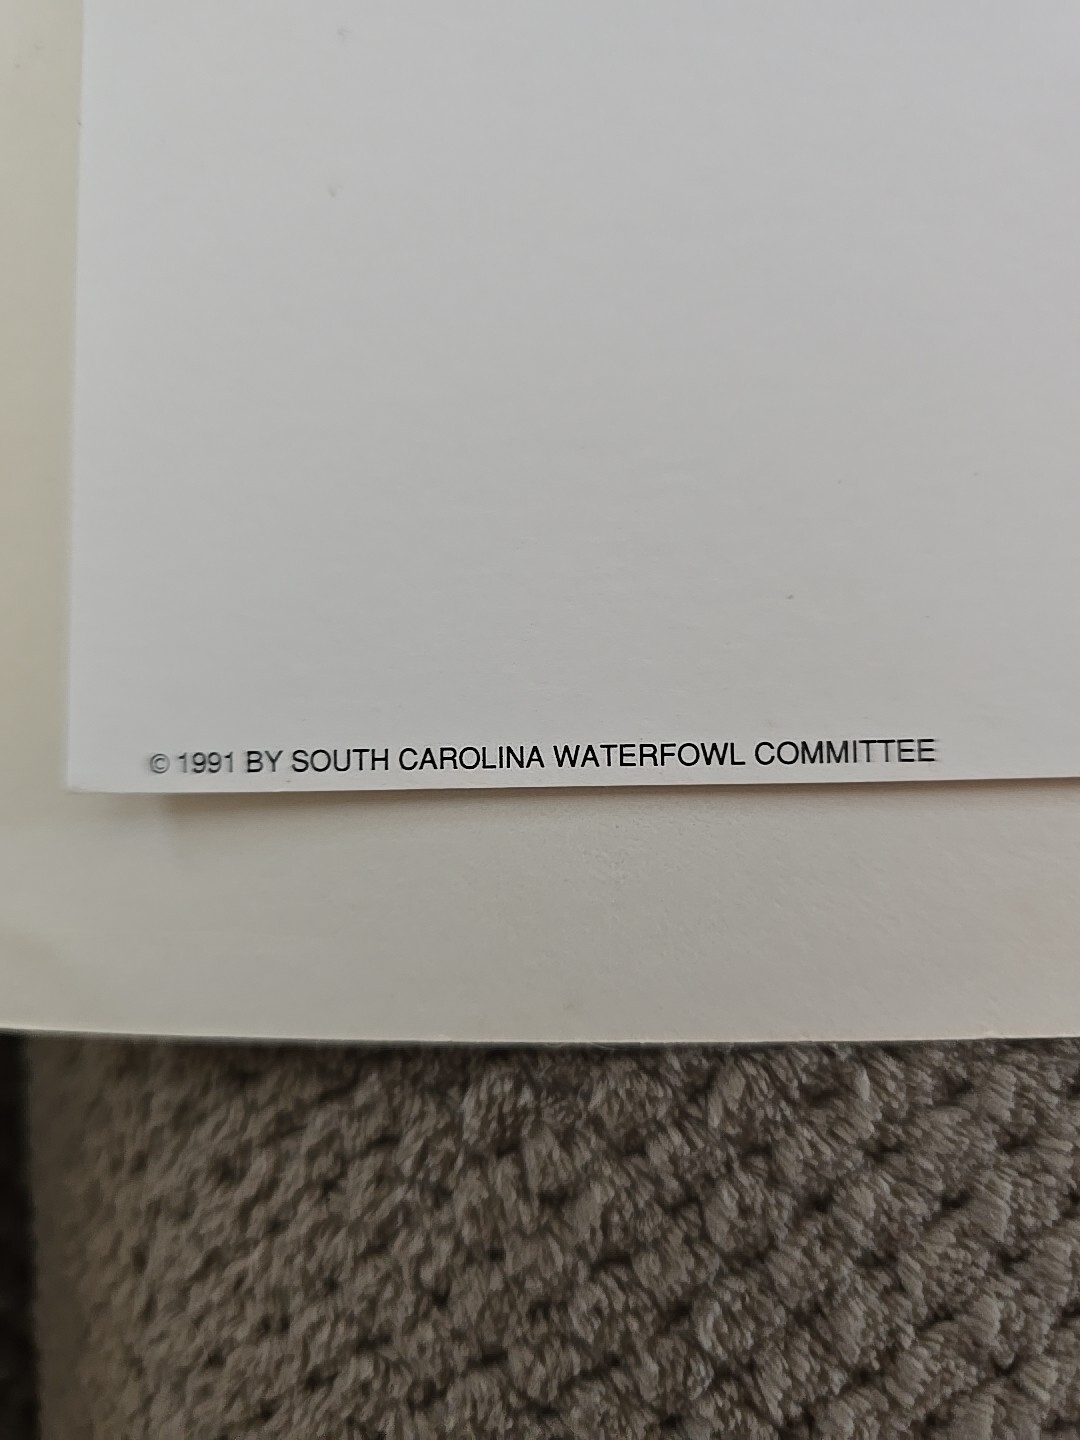 © 1991 BY SOUTH CAROLINA WATERFOWL COMMITTEE